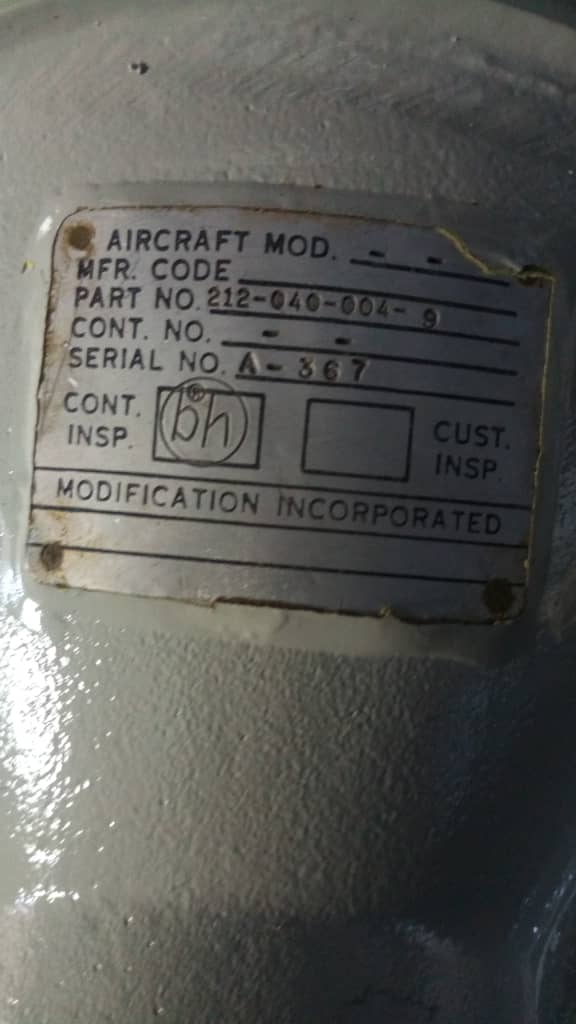 AIRCRAFT MOD. - -
MFR. CODE
PART NO. 212-040-004-9
CONT. NO. - -
SERIAL NO. A-367
CONT. INSP. bh ® CUST. INSP.
MODIFICATION INCORPORATED